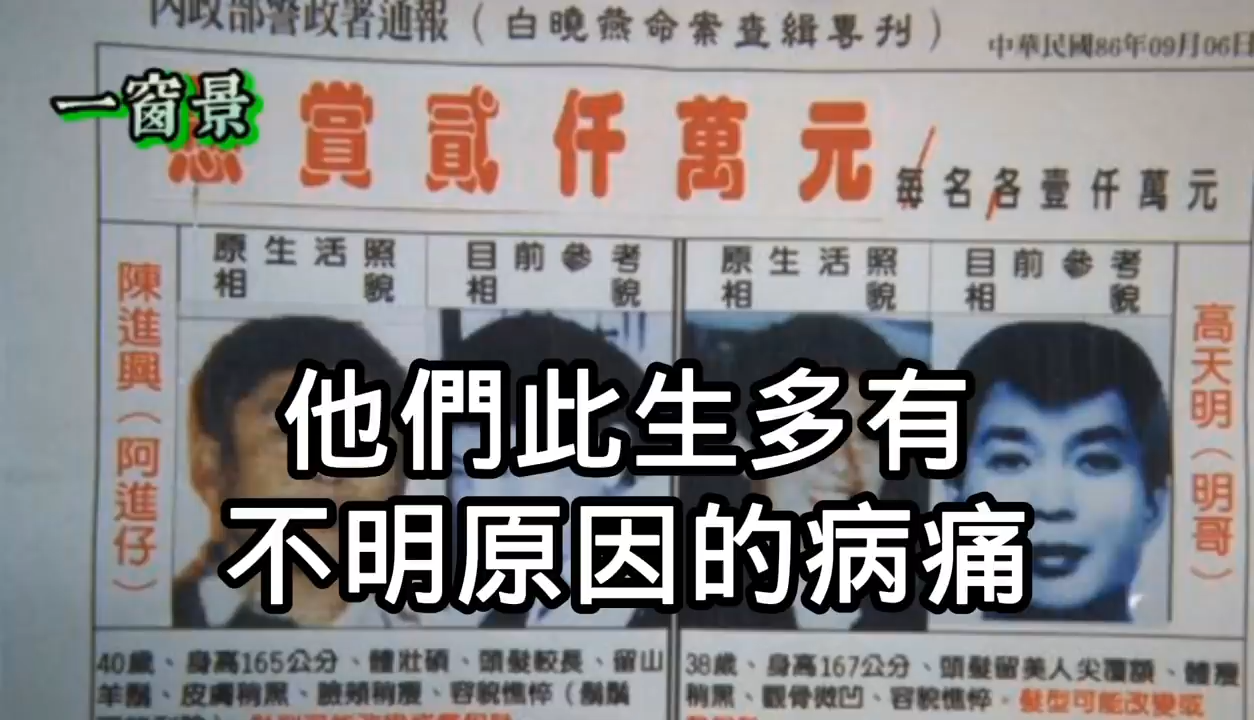 內政部警政署通報（白曉燕命案查緝專刊）
中華民國86年09月06日
一窗景
懸賞貳仟萬元
每名各壹仟萬元
原生活照
相貌
目前參考
相貌
原生活照
相貌
目前參考
相貌
陳進興（阿進仔）
高天明（明哥）
他們此生多有
不明原因的病痛
40歲、身高165公分、體壯碩、頭髮較長、留山
羊鬍、皮膚稍黑、臉頰稍瘦、容貌憔悴（鬍鬚
38歲、身高167公分、頭髮留美人尖覆額、體瘦
稍黑、觀骨微凹、容貌憔悴。髮型可能改變或